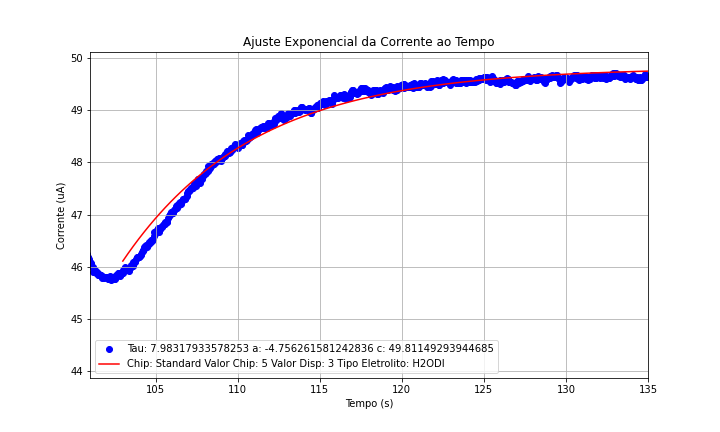 Ajuste Exponencial da Corrente ao Tempo
50
49
48
47
46
45
44
Corrente (uA)
Tau: 7.98317933578253 a: -4.756261581242836 c: 49.81149293944685
Chip: Standard Valor Chip: 5 Valor Disp: 3 Tipo Eletrolito: H2ODI
105 110 115 120 125 130 135
Tempo (s)